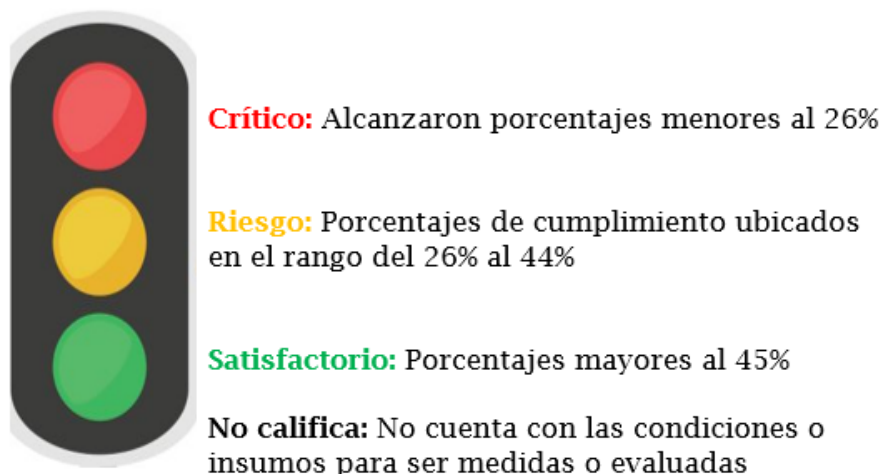 Crítico: Alcanzaron porcentajes menores al 26%
Riesgo: Porcentajes de cumplimiento ubicados
en el rango del 26% al 44%
Satisfactorio: Porcentajes mayores al 45%
No califica: No cuenta con las condiciones o
insumos para ser medidas o evaluadas